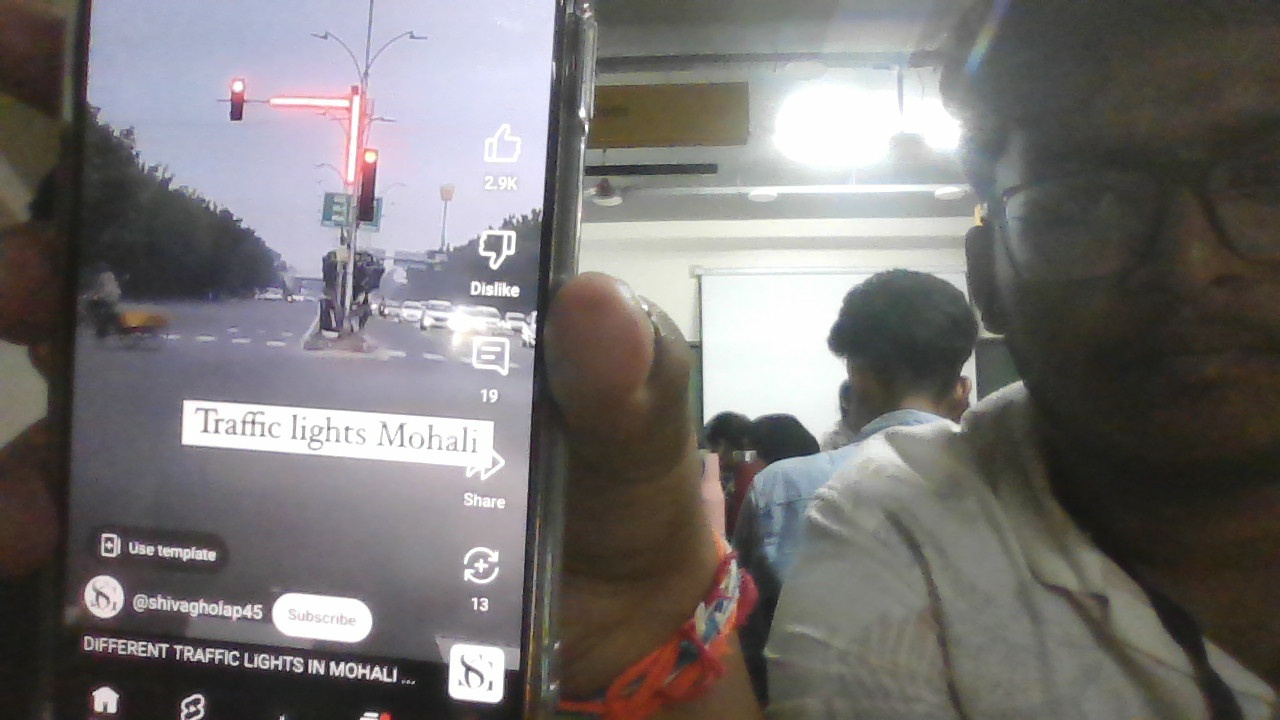 2.9K
Dislike
19
Traffic lights Mohali
Share
Use template
13
@shivagholap45
Subscribe
DIFFERENT TRAFFIC LIGHTS IN MOHALI ...